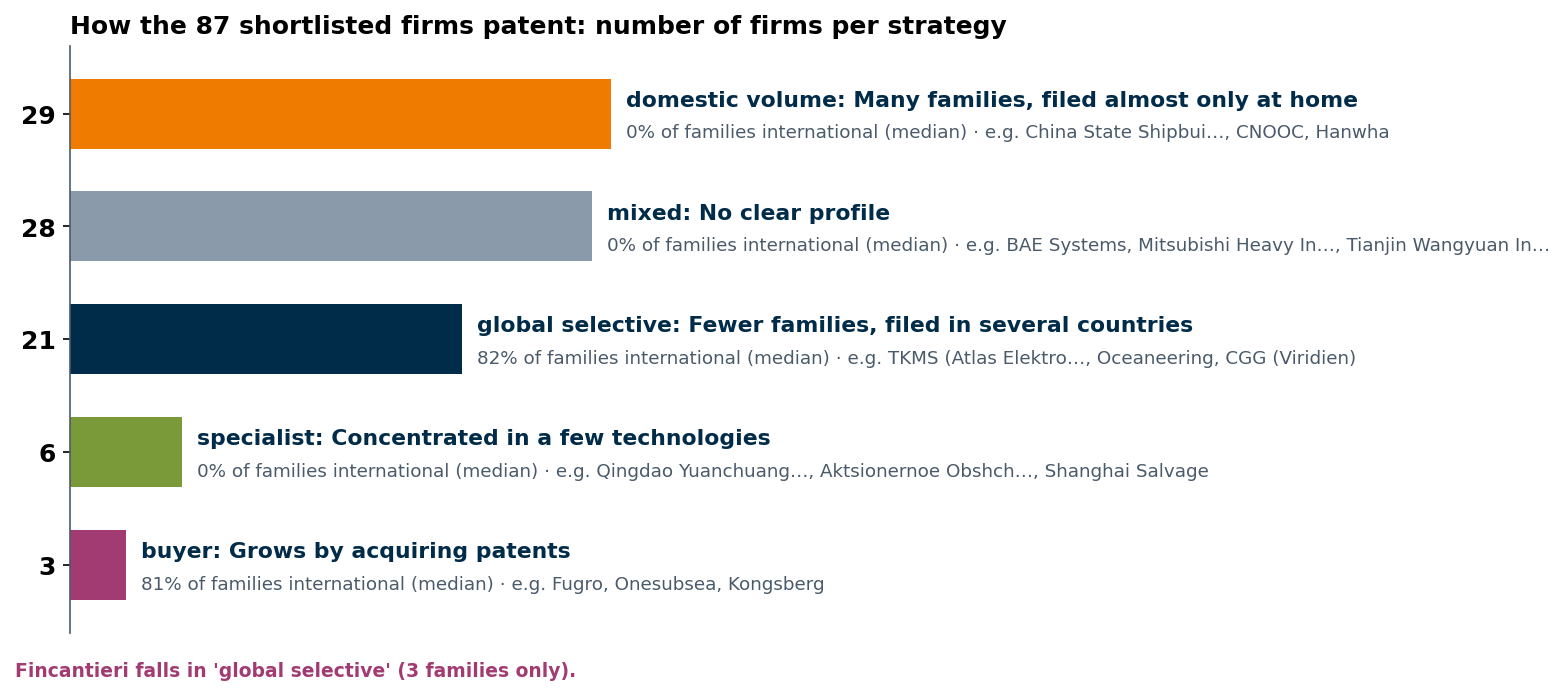 How the 87 shortlisted firms patent: number of firms per strategy
29
domestic volume: Many families, filed almost only at home
0% of families international (median) · e.g. China State Shipbui…, CNOOC, Hanwha
28
mixed: No clear profile
0% of families international (median) · e.g. BAE Systems, Mitsubishi Heavy In…, Tianjin Wangyuan In…
21
global selective: Fewer families, filed in several countries
82% of families international (median) · e.g. TKMS (Atlas Elektro…, Oceaneering, CGG (Viridien)
6
specialist: Concentrated in a few technologies
0% of families international (median) · e.g. Qingdao Yuanchuang…, Aktsionernoe Obshch…, Shanghai Salvage
3
buyer: Grows by acquiring patents
81% of families international (median) · e.g. Fugro, Onesubsea, Kongsberg
Fincantieri falls in 'global selective' (3 families only).